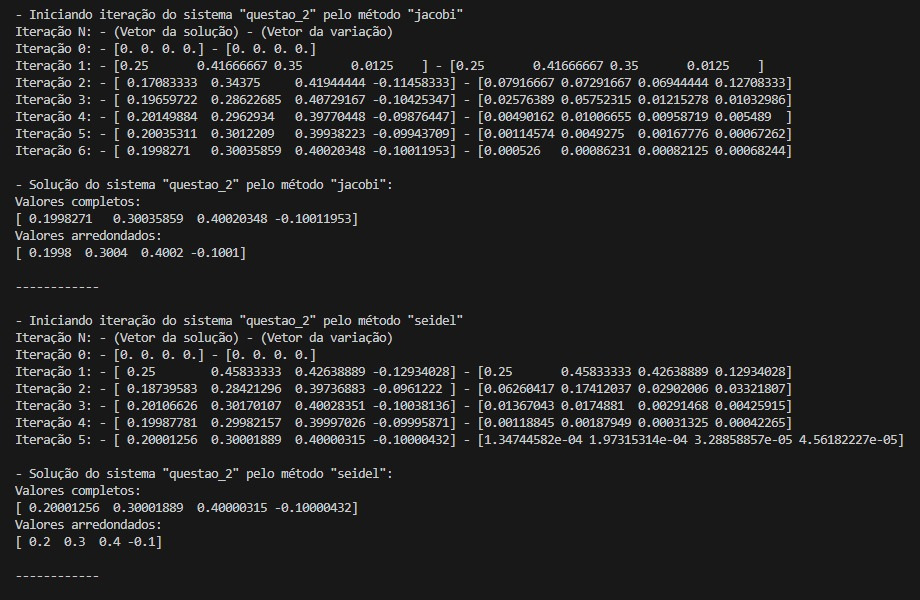 - Iniciando iteração do sistema "questao_2" pelo método "jacobi"
Iteração N: - (Vetor da solução) - (Vetor da variação)
Iteração 0: - [0. 0. 0. 0.] - [0. 0. 0. 0.]
Iteração 1: - [0.25       0.41666667 0.35       0.0125    ] - [0.25       0.41666667 0.35       0.0125    ]
Iteração 2: - [ 0.17083333  0.34375     0.41944444 -0.11458333] - [0.07916667 0.07291667 0.06944444 0.12708333]
Iteração 3: - [ 0.19659722  0.28622685  0.40729167 -0.10425347] - [0.02576389 0.05752315 0.01215278 0.01032986]
Iteração 4: - [ 0.20149884  0.2962934   0.39770448 -0.09876447] - [0.00490162 0.01006655 0.00958719 0.005489  ]
Iteração 5: - [ 0.20035311  0.3012209   0.39938223 -0.09943709] - [0.00114574 0.0049275  0.00167776 0.00067262]
Iteração 6: - [ 0.1998271   0.30035859  0.40020348 -0.10011953] - [0.000526   0.00086231 0.00082125 0.00068244]
- Solução do sistema "questao_2" pelo método "jacobi":
Valores completos:
[ 0.1998271   0.30035859  0.40020348 -0.10011953]
Valores arredondados:
[ 0.1998  0.3004  0.4002 -0.1001]
------------
- Iniciando iteração do sistema "questao_2" pelo método "seidel"
Iteração N: - (Vetor da solução) - (Vetor da variação)
Iteração 0: - [0. 0. 0. 0.] - [0. 0. 0. 0.]
Iteração 1: - [ 0.25        0.45833333  0.42638889 -0.12934028] - [0.25       0.45833333 0.42638889 0.12934028]
Iteração 2: - [ 0.18739583  0.28421296  0.39736883 -0.0961222 ] - [0.06260417 0.17412037 0.02902006 0.03321807]
Iteração 3: - [ 0.20106626  0.30170107  0.40028351 -0.10038136] - [0.01367043 0.0174881  0.00291468 0.00425915]
Iteração 4: - [ 0.19987781  0.29982157  0.39997026 -0.09995871] - [0.00118845 0.00187949 0.00031325 0.00042265]
Iteração 5: - [ 0.20001256  0.30001889  0.40000315 -0.10000432] - [1.34744582e-04 1.97315314e-04 3.28858857e-05 4.56182227e-05]
- Solução do sistema "questao_2" pelo método "seidel":
Valores completos:
[ 0.20001256  0.30001889  0.40000315 -0.10000432]
Valores arredondados:
[ 0.2  0.3  0.4 -0.1]
------------